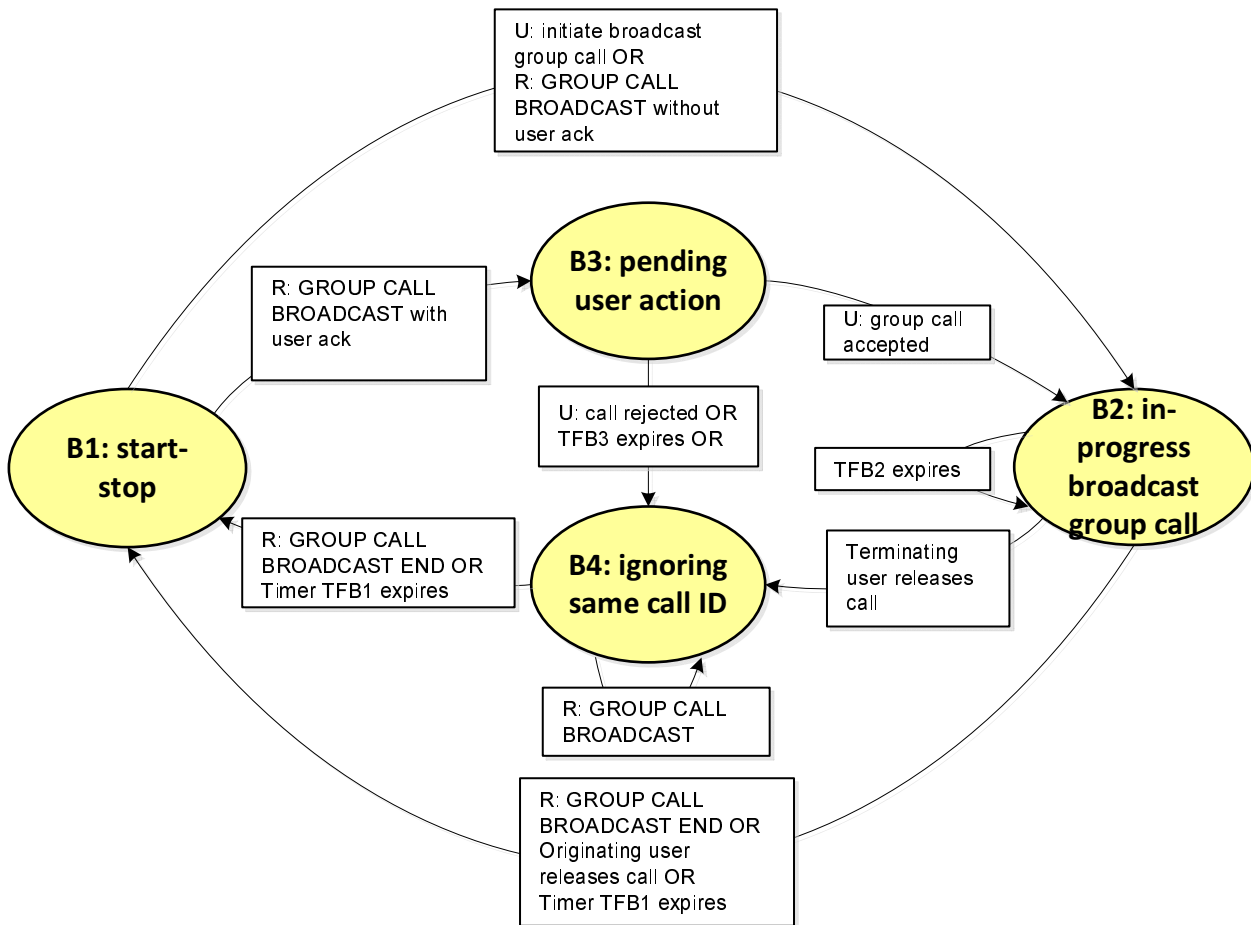 U: initiate broadcast
group call OR
R: GROUP CALL
BROADCAST without
user ack
B3: pending
user action
R: GROUP CALL
BROADCAST with
user ack
U: group call
accepted
U: call rejected OR
TFB3 expires OR
B1: start-
stop
B2: in-
progress
broadcast
group call
TFB2 expires
R: GROUP CALL
BROADCAST END OR
Timer TFB1 expires
B4: ignoring
same call ID
Terminating
user releases
call
R: GROUP CALL
BROADCAST
R: GROUP CALL
BROADCAST END OR
Originating user
releases call OR
Timer TFB1 expires